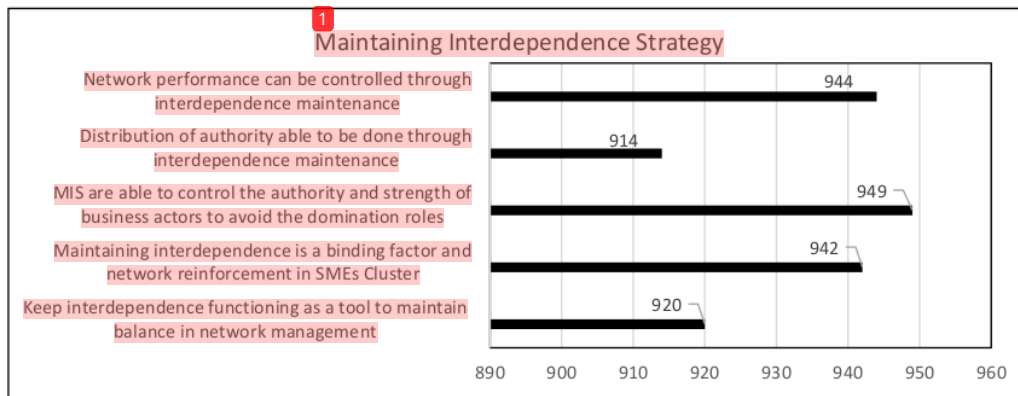 1
Maintaining Interdependence Strategy
Network performance can be controlled through
interdependence maintenance
944
Distribution of authority able to be done through
interdependence maintenance
914
MIS are able to control the authority and strength of
business actors to avoid the domination roles
949
Maintaining interdependence is a binding factor and
network reinforcement in SMEs Cluster
942
Keep interdependence functioning as a tool to maintain
balance in network management
920
890 900 910 920 930 940 950 960